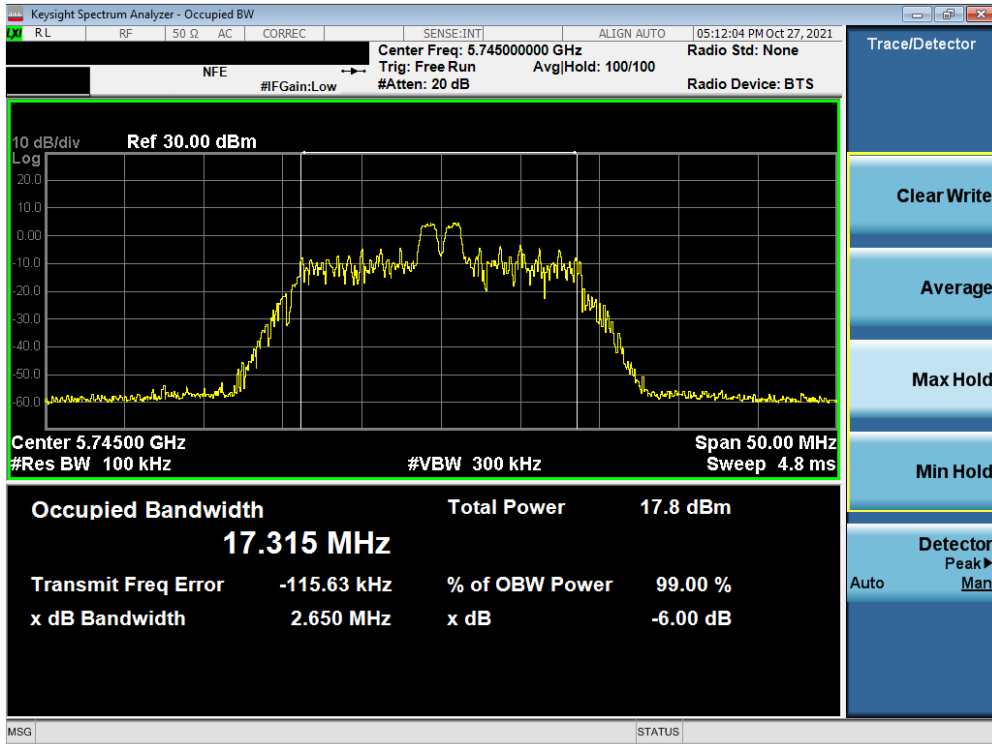 Keysight Spectrum Analyzer - Occupied BW
LXI RL RF 50 Ω AC CORREC SENSE:INT ALIGN AUTO 05:12:04 PM Oct 27, 2021
Center Freq: 5.745000000 GHz Radio Std: None
NFE Trig: Free Run Avg|Hold: 100/100
#IFGain:Low #Atten: 20 dB Radio Device: BTS
Trace/Detector
10 dB/div Ref 30.00 dBm
Log
20.0
10.0
0.00
-10.0
-20.0
-30.0
-40.0
-50.0
-60.0
Center 5.74500 GHz Span 50.00 MHz
#Res BW 100 kHz #VBW 300 kHz Sweep 4.8 ms
Occupied Bandwidth Total Power 17.8 dBm
17.315 MHz
Transmit Freq Error -115.63 kHz % of OBW Power 99.00 %
x dB Bandwidth 2.650 MHz x dB -6.00 dB
Clear Write
Average
Max Hold
Min Hold
Detector
Peak▶
Auto Man
MSG STATUS